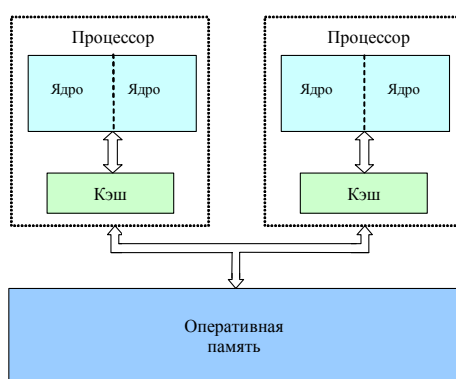 Процессор
Ядро
Ядро
Кэш
Процессор
Ядро
Ядро
Кэш
Оперативная
память